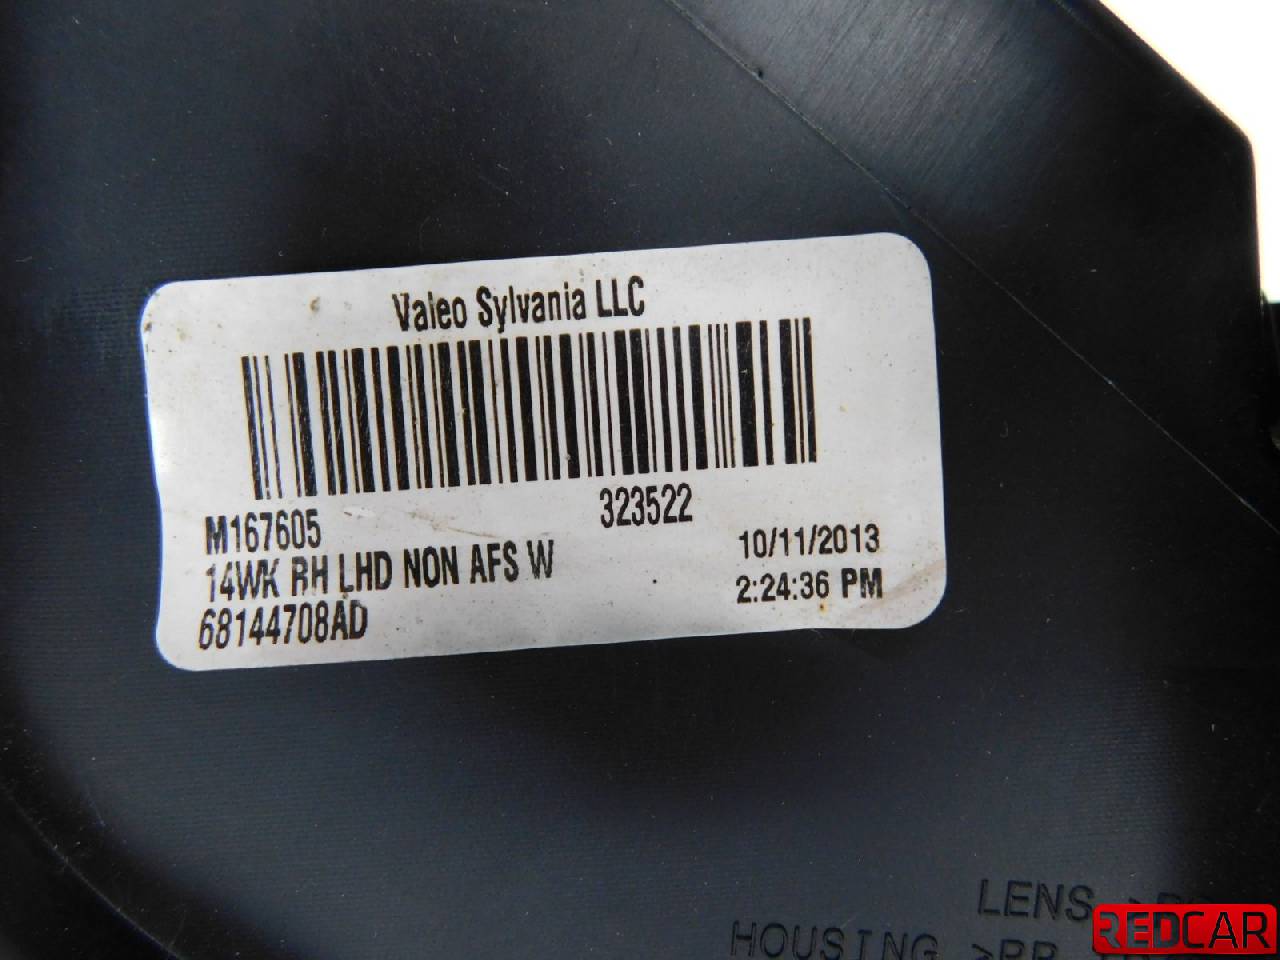 Valeo Sylvania LLC
M167605
323522
14WK RH LHD NON AFS W
10/11/2013
68144708AD
2:24:36 PM
LENS
HOUSING >PP
REDCAR